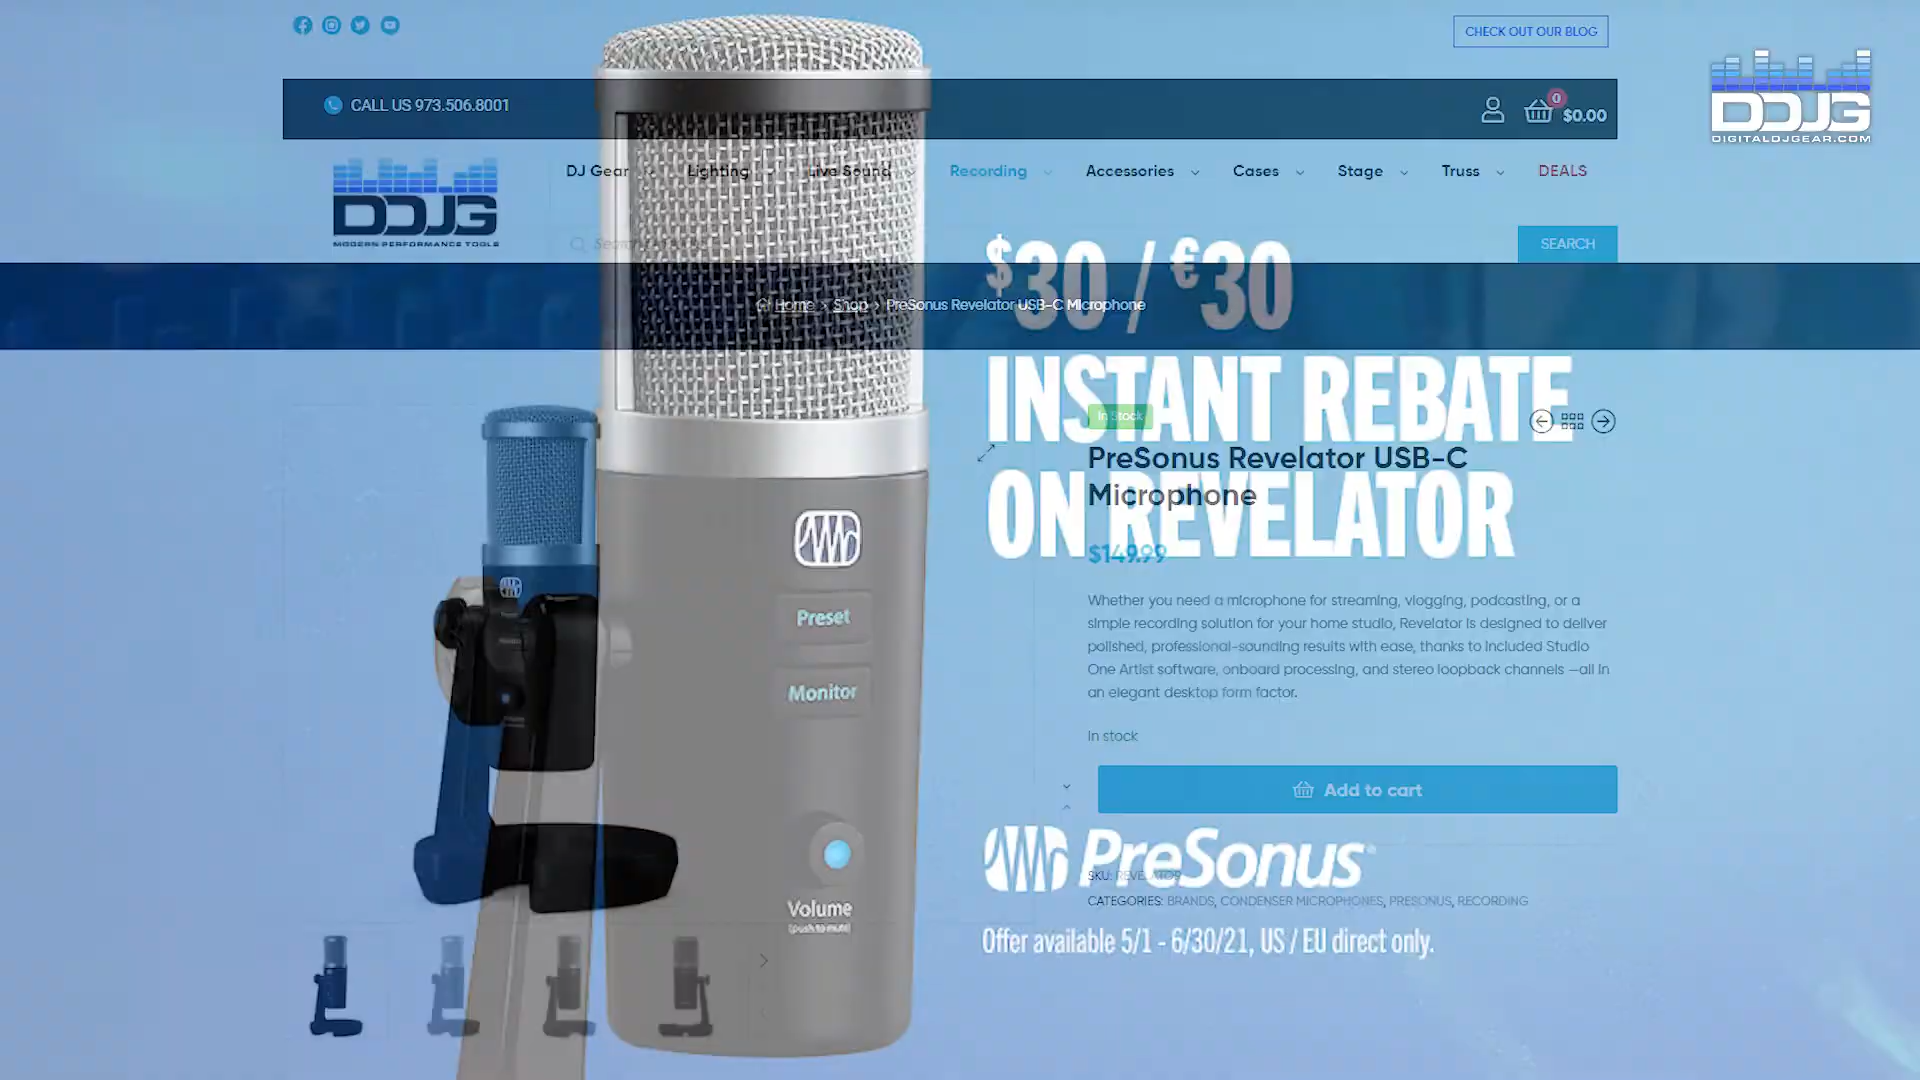 CHECK OUT OUR BLOG
CALL US 973.506.8001
0
$0.00
DDJG
DIGITALDJGEAR.COM
DDJG
MODERN PERFORMANCE TOOLS
DJ Gear
Lighting
Live Sound
Recording
Accessories
Cases
Stage
Truss
DEALS
SEARCH
$30 / €30
Home > Shop > PreSonus Revelator USB-C Microphone
INSTANT REBATE
ON REVELATOR
In Stock
PreSonus Revelator USB-C
Microphone
$149.99
Whether you need a microphone for streaming, vlogging, podcasting, or a
simple recording solution for your home studio, Revelator is designed to deliver
polished, professional-sounding results with ease, thanks to included Studio
One Artist software, onboard processing, and stereo loopback channels —all in
an elegant desktop form factor.
In stock
Add to cart
Preset
Monitor
Volume
(push to mute)
PreSonus
SKU: REVELATOR
CATEGORIES: BRANDS, CONDENSER MICROPHONES, PRESONUS, RECORDING
Offer available 5/1 - 6/30/21, US / EU direct only.